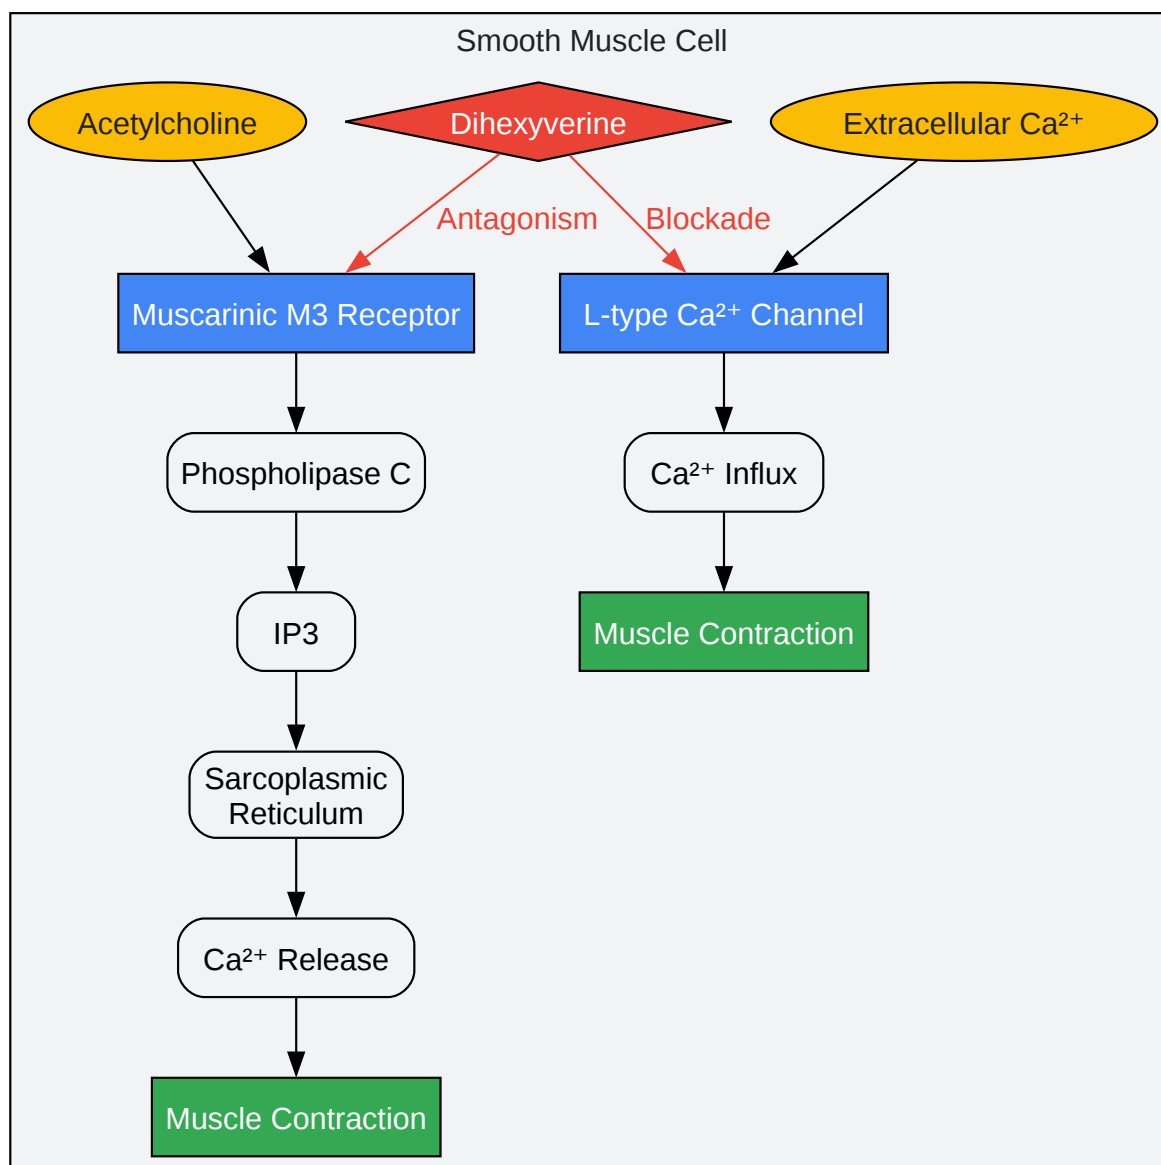 Smooth Muscle Cell
Acetylcholine
Dihexyverine
Extracellular Ca²⁺
Antagonism
Blockade
Muscarinic M3 Receptor
L-type Ca²⁺ Channel
Phospholipase C
Ca²⁺ Influx
IP3
Muscle Contraction
Sarcoplasmic
Reticulum
Ca²⁺ Release
Muscle Contraction